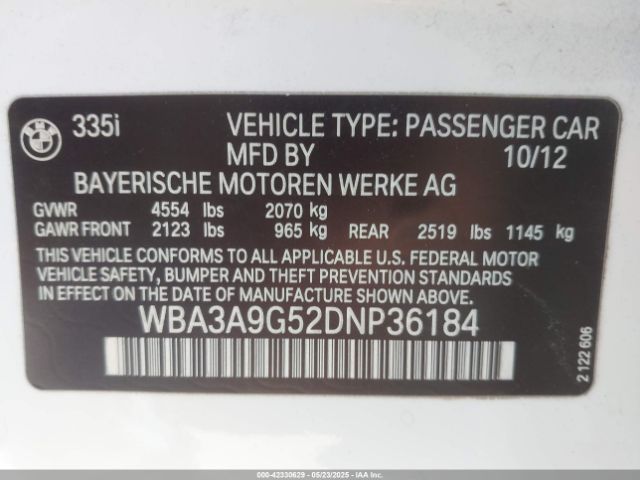 BMW
335i VEHICLE TYPE: PASSENGER CAR
MFD BY 10/12
BAYERISCHE MOTOREN WERKE AG
GVWR 4554 lbs 2070 kg
GAWR FRONT 2123 lbs 965 kg REAR 2519 lbs 1145 kg
THIS VEHICLE CONFORMS TO ALL APPLICABLE U.S. FEDERAL MOTOR
VEHICLE SAFETY, BUMPER AND THEFT PREVENTION STANDARDS
IN EFFECT ON THE DATE OF MANUFACTURE SHOWN ABOVE.
WBA3A9G52DNP36184
2 122 606
000-42330629 - 05/23/2025 - IAA, Inc.